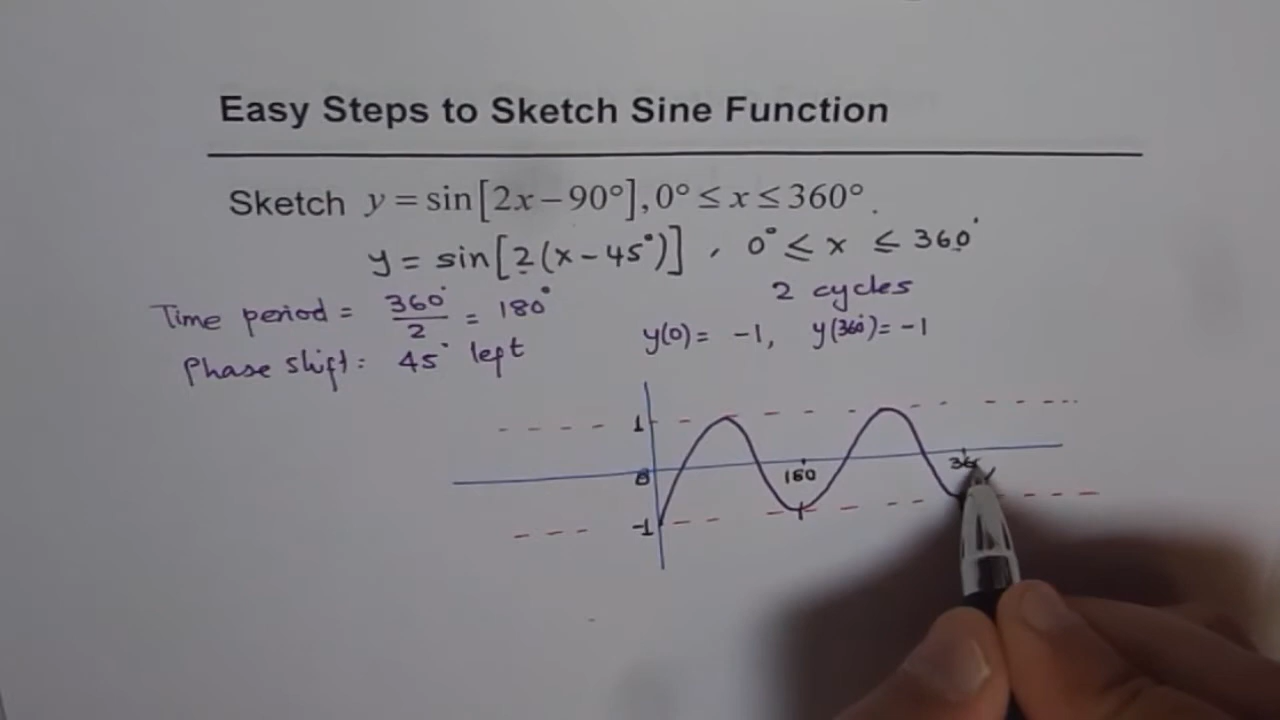 Easy Steps to Sketch Sine Function
Sketch y = sin[2x − 90°], 0° ≤ x ≤ 360°.
y = sin[2(x − 45°)] , 0° ≤ x ≤ 360°
Time period = 360°/2 = 180°
2 cycles
Phase shift: 45° left
y(0) = −1, y(360°) = −1
1
180
-1